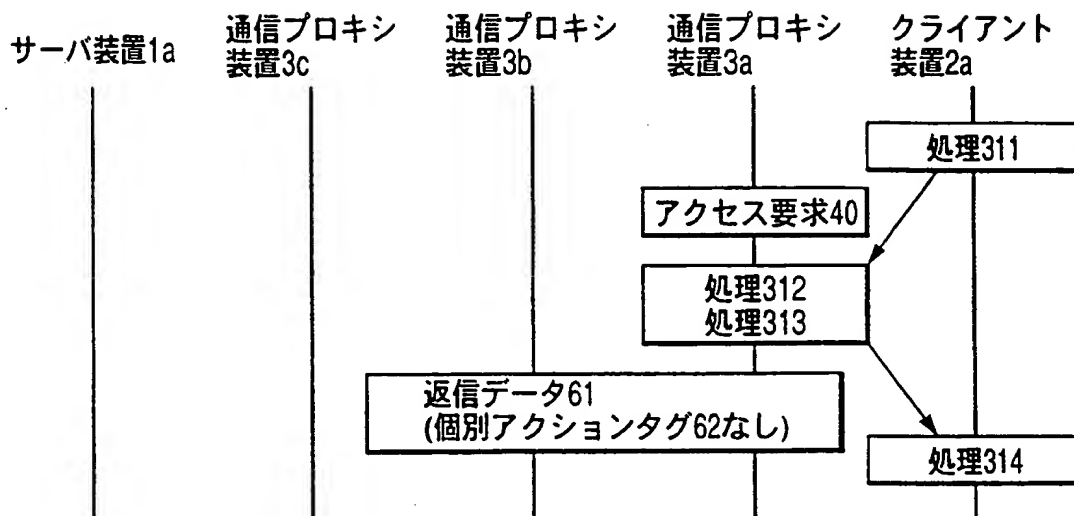 サーバ装置1a
通信プロキシ
装置3c
通信プロキシ
装置3b
通信プロキシ
装置3a
クライアント
装置2a
処理311
アクセス要求40
処理312
処理313
返信データ61
(個別アクションタグ62なし)
処理314